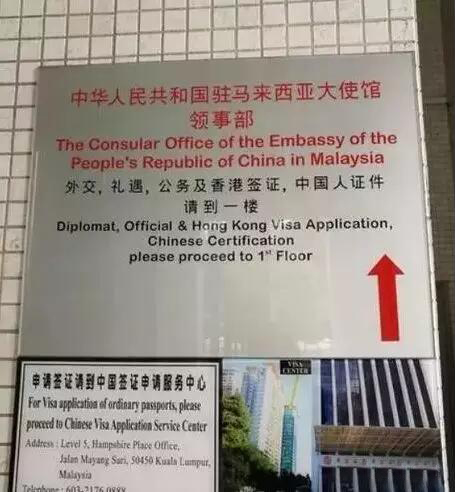 中华人民共和国驻马来西亚大使馆
领事部
The Consular Office of the Embassy of the
People's Republic of China in Malaysia
外交, 礼遇, 公务及香港签证, 中国人证件
请到一楼
Diplomat, Official & Hong Kong Visa Application,
Chinese Certification
please proceed to 1st Floor
申请签证请到中国签证申请服务中心
For Visa application of ordinary passports, please
proceed to Chinese Visa Application Service Center
Address : Level 5, Hampshire Place Office,
Jalan Mayang Sari, 50450 Kuala Lumpur,
Malaysia
Telephone : 603-2176 0888
VISA
CENTER